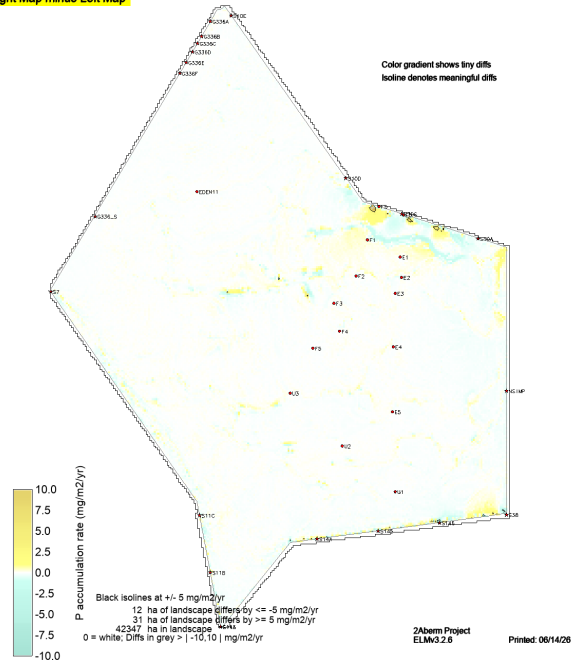 ght Map minus Left Map
S10E
G336A
G336B
G336C
G336D
G336E
G336F
Color gradient shows tiny diffs
Isoline denotes meaningful diffs
S10D
EDEN11
G336_S
S10A
F1
E1
F2
E2
E3
S7
F3
F4
E4
F5
NS1MP
U3
E5
U2
U1
S11C
S38
S11B
10.0
7.5
5.0
2.5
0.0
-2.5
-5.0
-7.5
-10.0
P accumulation rate (mg/m2/yr)
Black isolines at +/- 5 mg/m2/yr
12 ha of landscape differs by <= -5 mg/m2/yr
31 ha of landscape differs by >= 5 mg/m2/yr
42347 ha in landscape
0 = white; Diffs in grey > | -10,10 | mg/m2/yr
2Aberm Project
ELMv3.2.6
Printed: 06/14/26